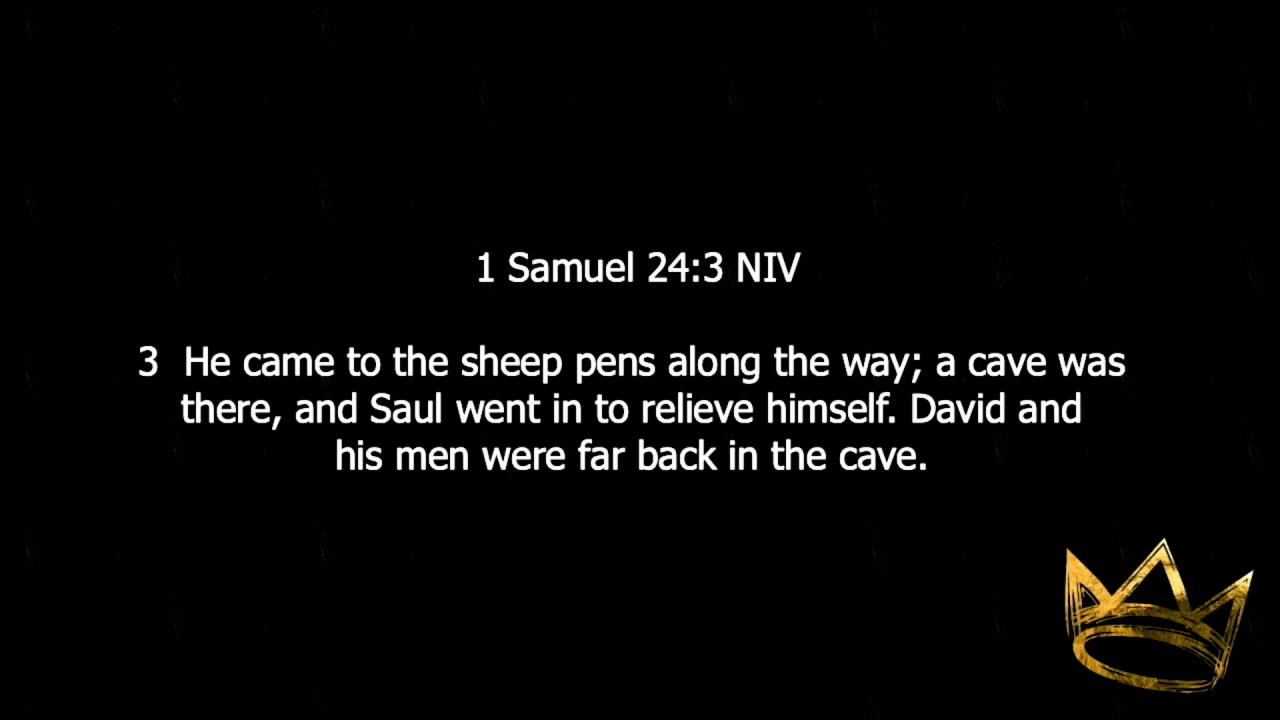 1 Samuel 24:3 NIV
3  He came to the sheep pens along the way; a cave was
there, and Saul went in to relieve himself. David and
his men were far back in the cave.